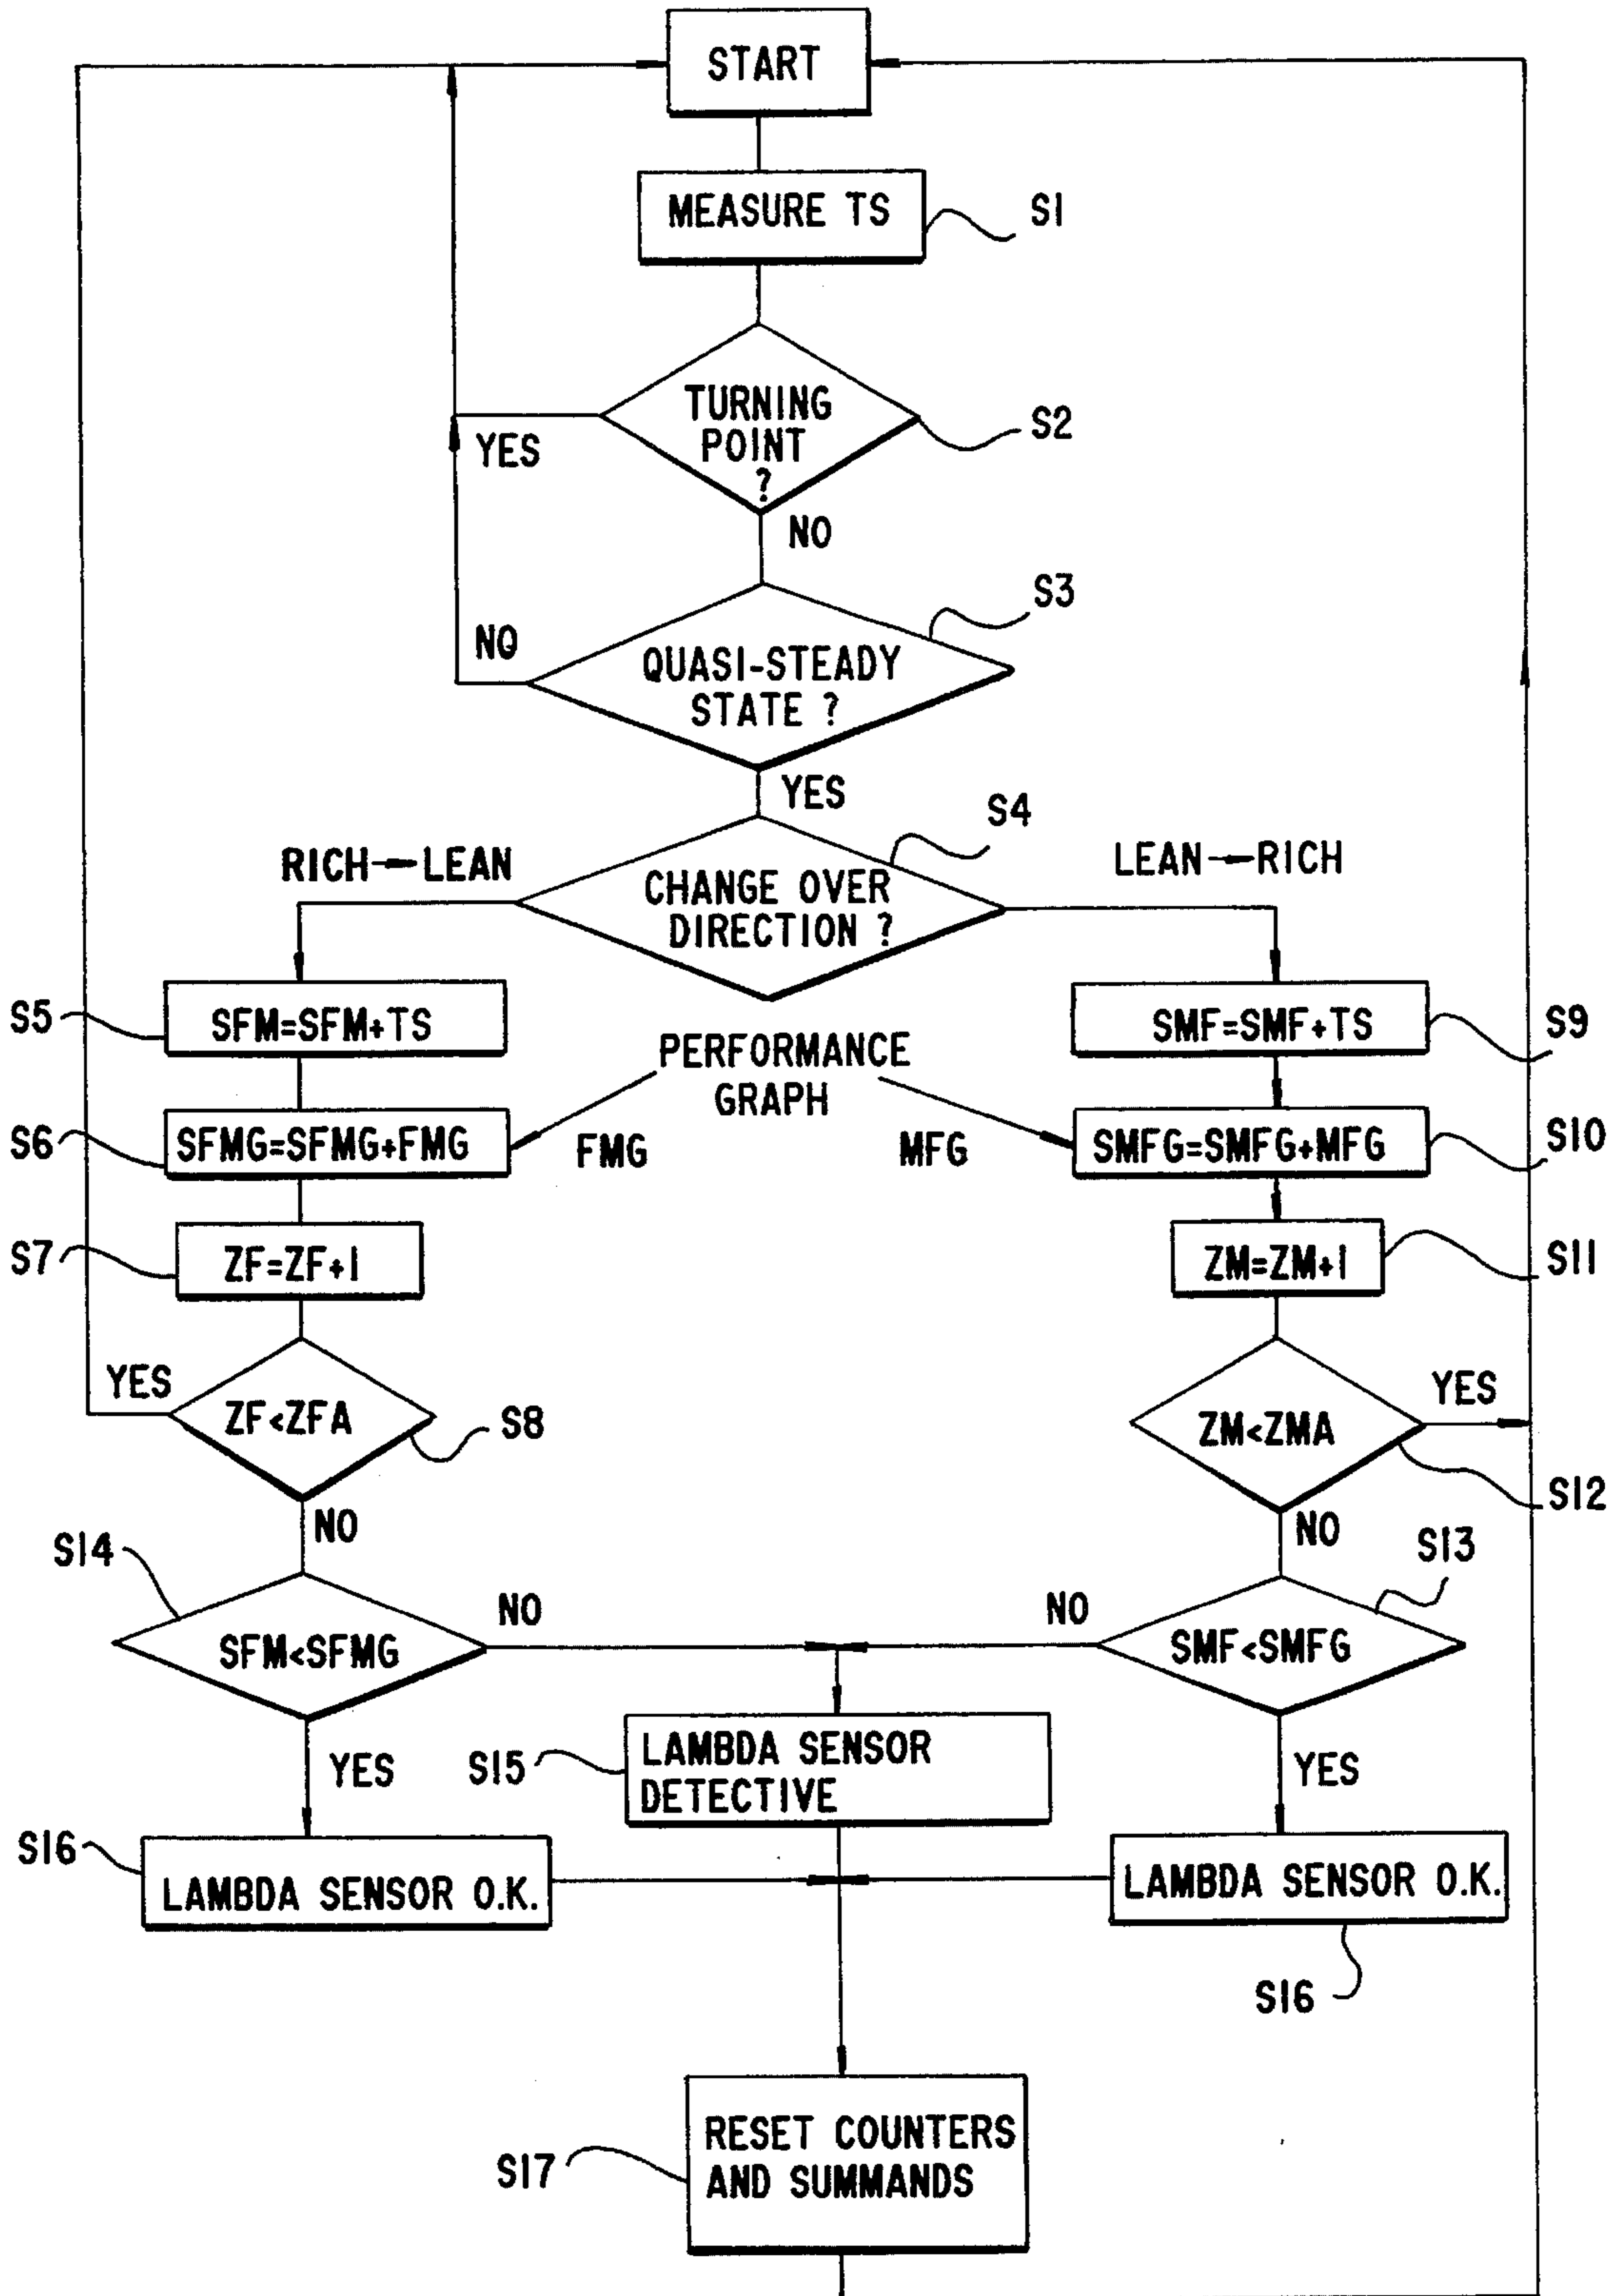 START
MEASURE TS
S1
TURNING
POINT
?
S2
YES
NO
S3
NO
QUASI-STEADY
STATE ?
YES
S4
RICH→LEAN
LEAN→RICH
CHANGE OVER
DIRECTION ?
S5
SFM=SFM+TS
SMF=SMF+TS
S9
PERFORMANCE
GRAPH
S6
SFMG=SFMG+FMG
FMG
MFG
SMFG=SMFG+MFG
S10
S7
ZF=ZF+1
ZM=ZM+1
S11
YES
ZF<ZFA
S8
ZM<ZMA
YES
S12
NO
NO
S14
S13
SFM<SFMG
NO
NO
SMF<SMFG
YES
S15
LAMBDA SENSOR
DETECTIVE
YES
S16
LAMBDA SENSOR O.K.
LAMBDA SENSOR O.K.
S16
S17
RESET COUNTERS
AND SUMMANDS